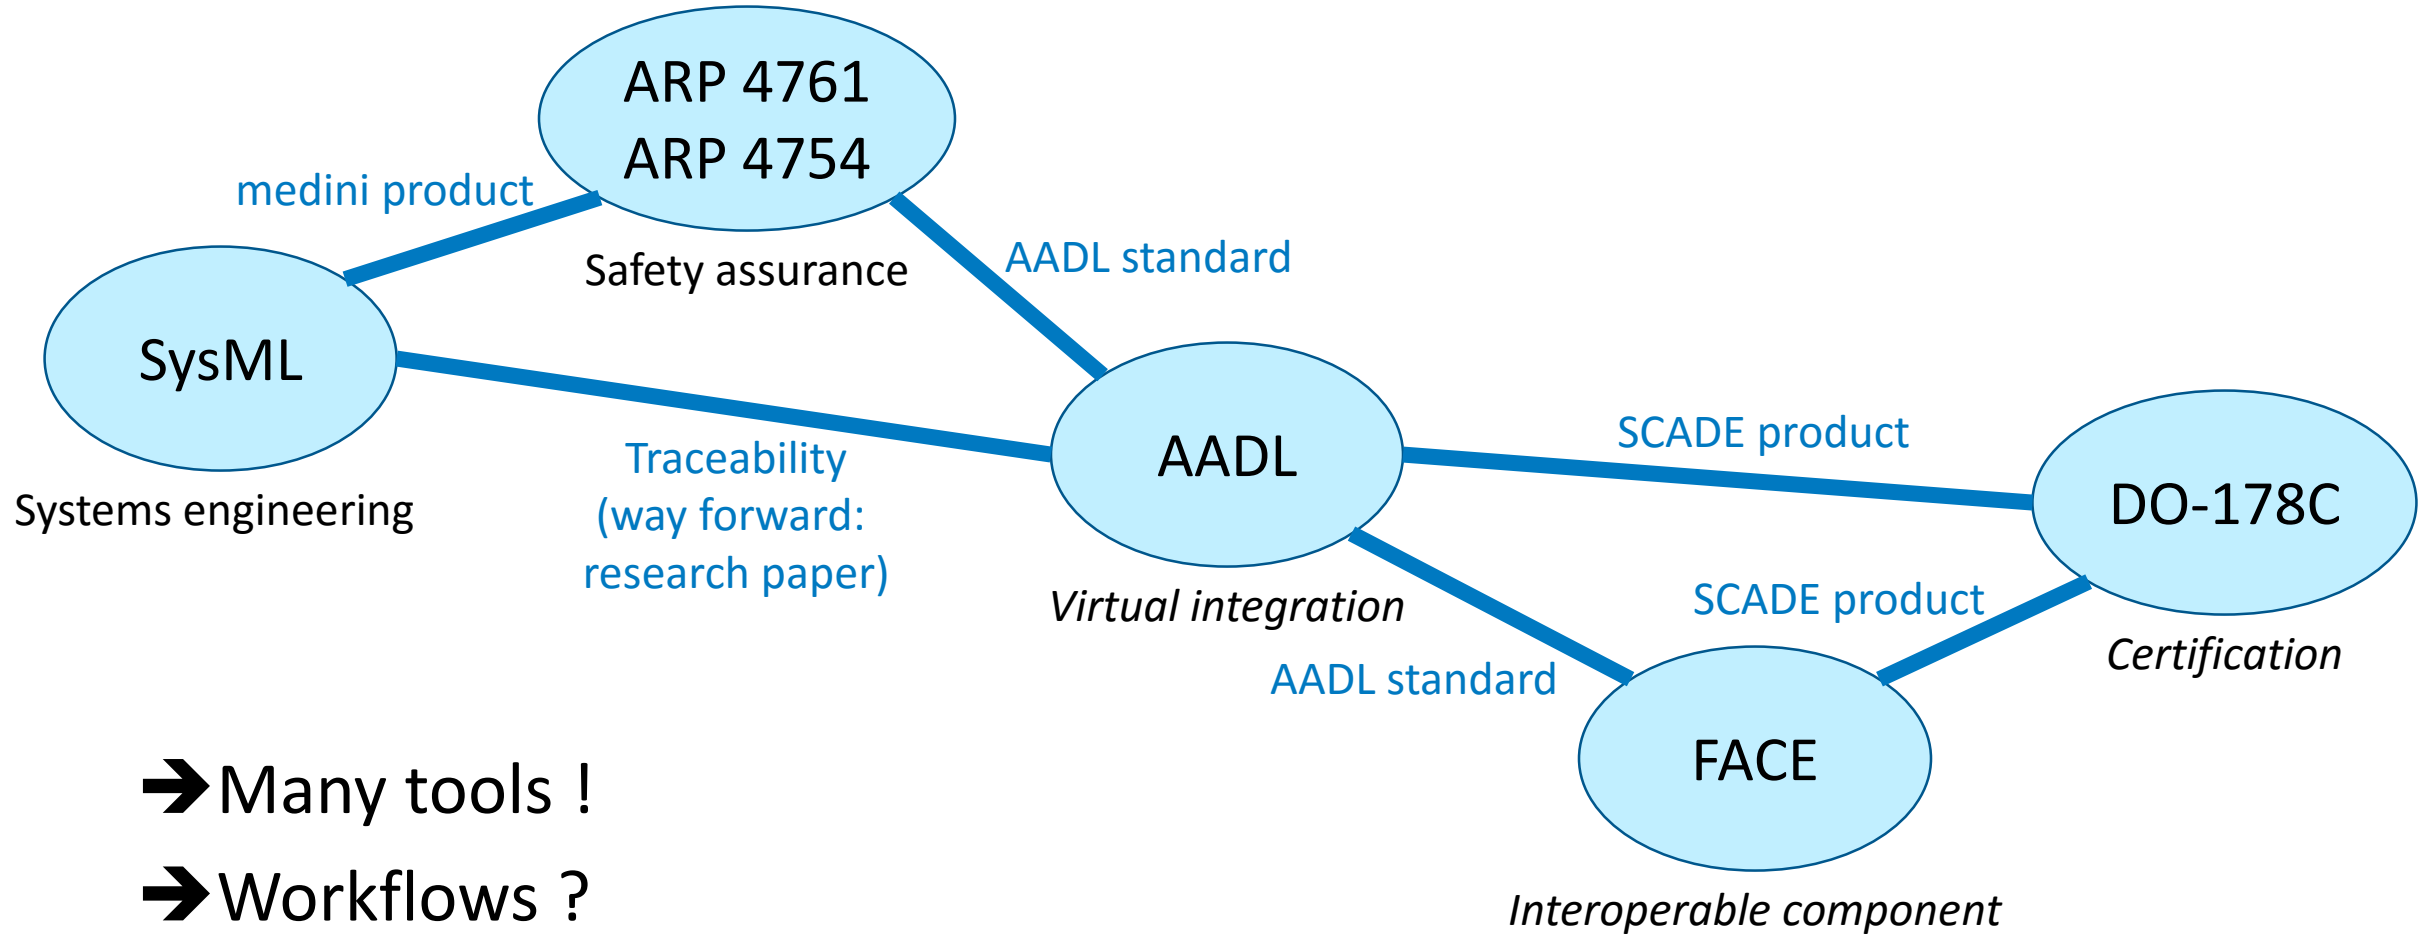 ARP 4761
ARP 4754
medini product
Safety assurance
AADL standard
SysML
Systems engineering
Traceability
(way forward:
research paper)
AADL
Virtual integration
SCADE product
DO-178C
Certification
SCADE product
AADL standard
FACE
Interoperable component
➔Many tools !
➔Workflows ?